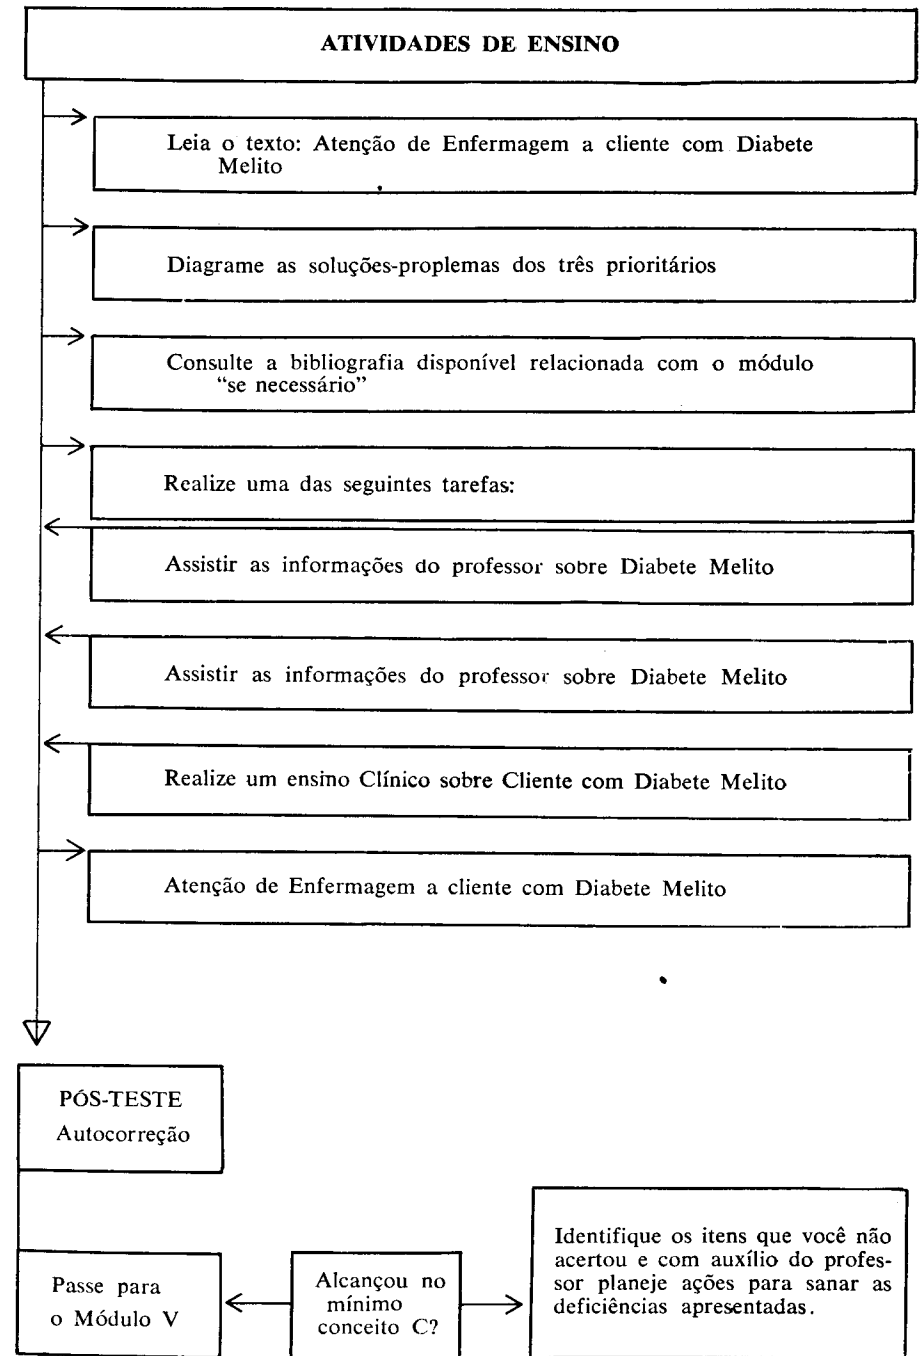 ATIVIDADES DE ENSINO
Leia o texto: Atenção de Enfermagem a cliente com Diabete
Melito
Diagrame as soluções-proplemas dos três prioritários
Consulte a bibliografia disponível relacionada com o módulo
“se necessário”
Realize uma das seguintes tarefas:
Assistir as informações do professor sobre Diabete Melito
Assistir as informações do professor sobre Diabete Melito
Realize um ensino Clínico sobre Cliente com Diabete Melito
Atenção de Enfermagem a cliente com Diabete Melito
PÓS-TESTE
Autocorreção
Passe para
o Módulo V
Alcançou no
mínimo
conceito C?
Identifique os itens que você não
acertou e com auxílio do profes-
sor planeje ações para sanar as
deficiências apresentadas.